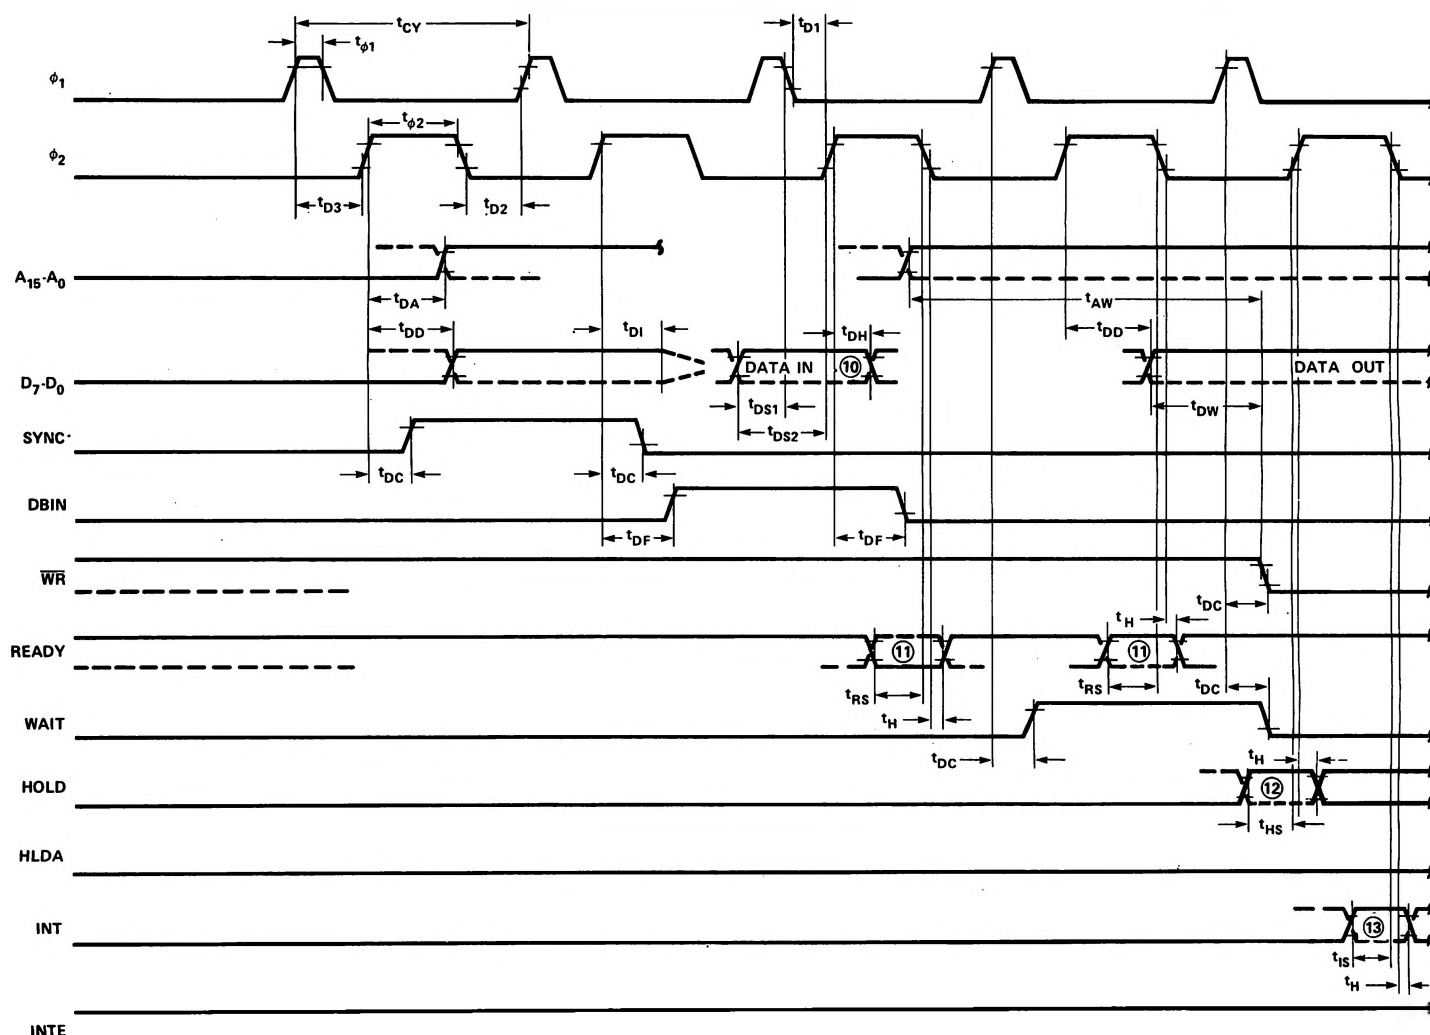 tCY
tD1
tϕ1
ϕ1
tϕ2
ϕ2
tD3
tD2
A15-A0
tDA
tAW
tDD
tDI
tDH
tDD
D7-D0
DATA IN
⑩
DATA OUT
tDS1
tDW
tDS2
SYNC
tDC
tDC
DBIN
tDF
tDF
WR
tDC
tH
READY
⑪
⑪
tRS
tRS
tDC
WAIT
tH
tDC
tH
HOLD
⑫
tHS
HLDA
INT
⑬
tIS
tH
INTE